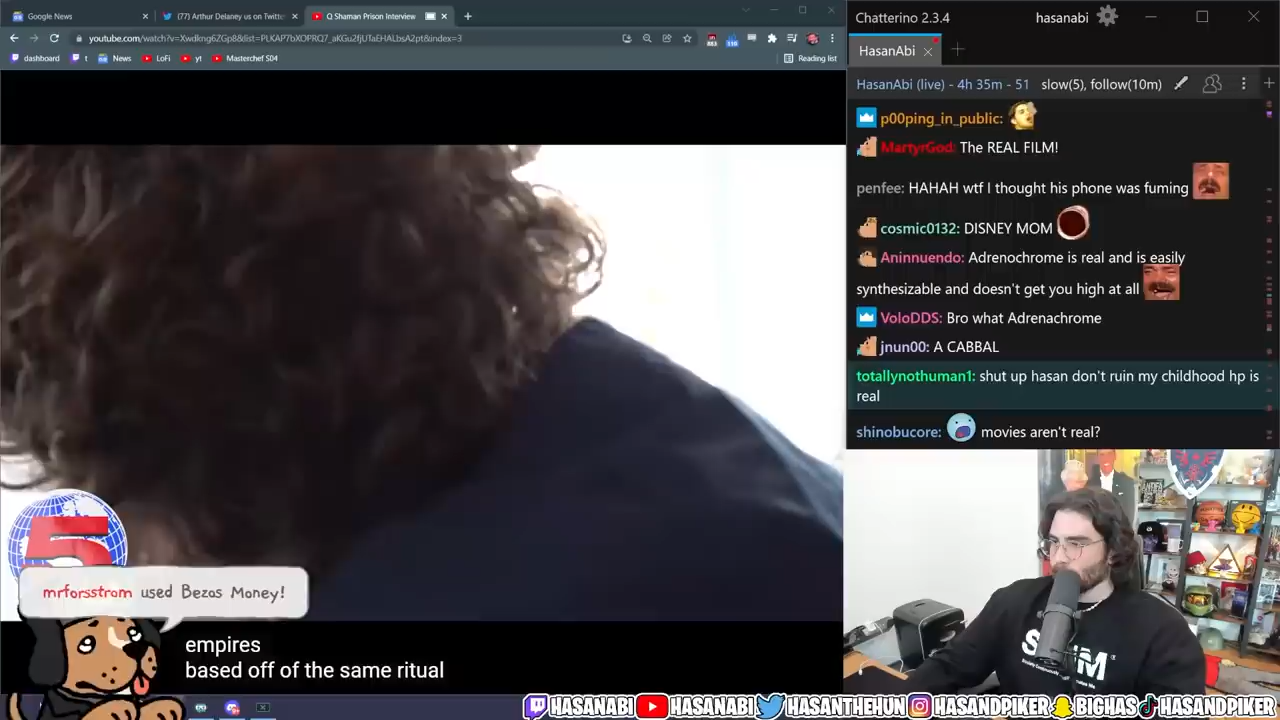 Google News
(77) Arthur Delaney us on Twitte
Q Shaman Prison Interview
youtube.com/watch?v=Xwdkng6ZGp8&list=PLKAP7bXOPRQ7_aKGu2fjUTaEHALbsA2pt&index=3
dashboard
t
News
LoFi
yt
Masterchef S04
Reading list
Chatterino 2.3.4
hasanabi
HasanAbi
HasanAbi (live) - 4h 35m - 51
slow(5), follow(10m)
p00ping_in_public:
MartyrGod: The REAL FILM!
penfee: HAHAH wtf I thought his phone was fuming
cosmic0132: DISNEY MOM
Aninnuendo: Adrenochrome is real and is easily
synthesizable and doesn't get you high at all
VoloDDS: Bro what Adrenachrome
jnun00: A CABBAL
totallynothuman1: shut up hasan don't ruin my childhood hp is
real
shinobucore: movies aren't real?
5
mrforsstrom used Bezos Money!
empires
based off of the same ritual
HASANABI
HASANABI
HASANTHEHUN
HASANDPIKER
BIGHAS
HASANDPIKER